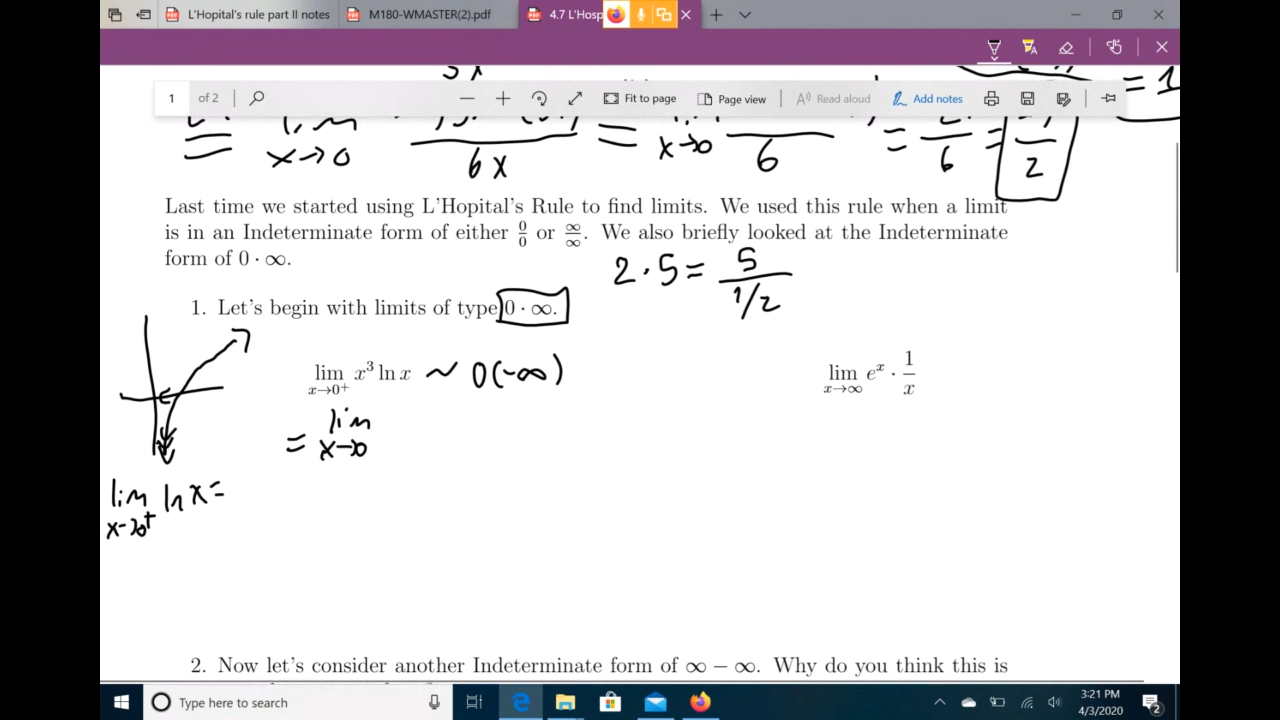 L'Hopital's rule part II notes
M180-WMASTER(2).pdf
4.7 L'Hosp
1 of 2
Fit to page
Page view
Read aloud
Add notes
= 1
lim x→0
6x
= lim x→0
6
= 6 =
2
Last time we started using L'Hopital's Rule to find limits. We used this rule when a limit
is in an Indeterminate form of either 0/0 or ∞/∞. We also briefly looked at the Indeterminate
form of 0 · ∞.
2 · 5 = 5/(1/2)
1. Let's begin with limits of type 0 · ∞.
lim x→0⁺ x³ ln x ~ 0(-∞)
lim x→∞ eˣ · 1/x
= lim x→0
lim x→0⁺ ln x =
2. Now let's consider another Indeterminate form of ∞ − ∞. Why do you think this is
Type here to search
3:21 PM
4/3/2020
2